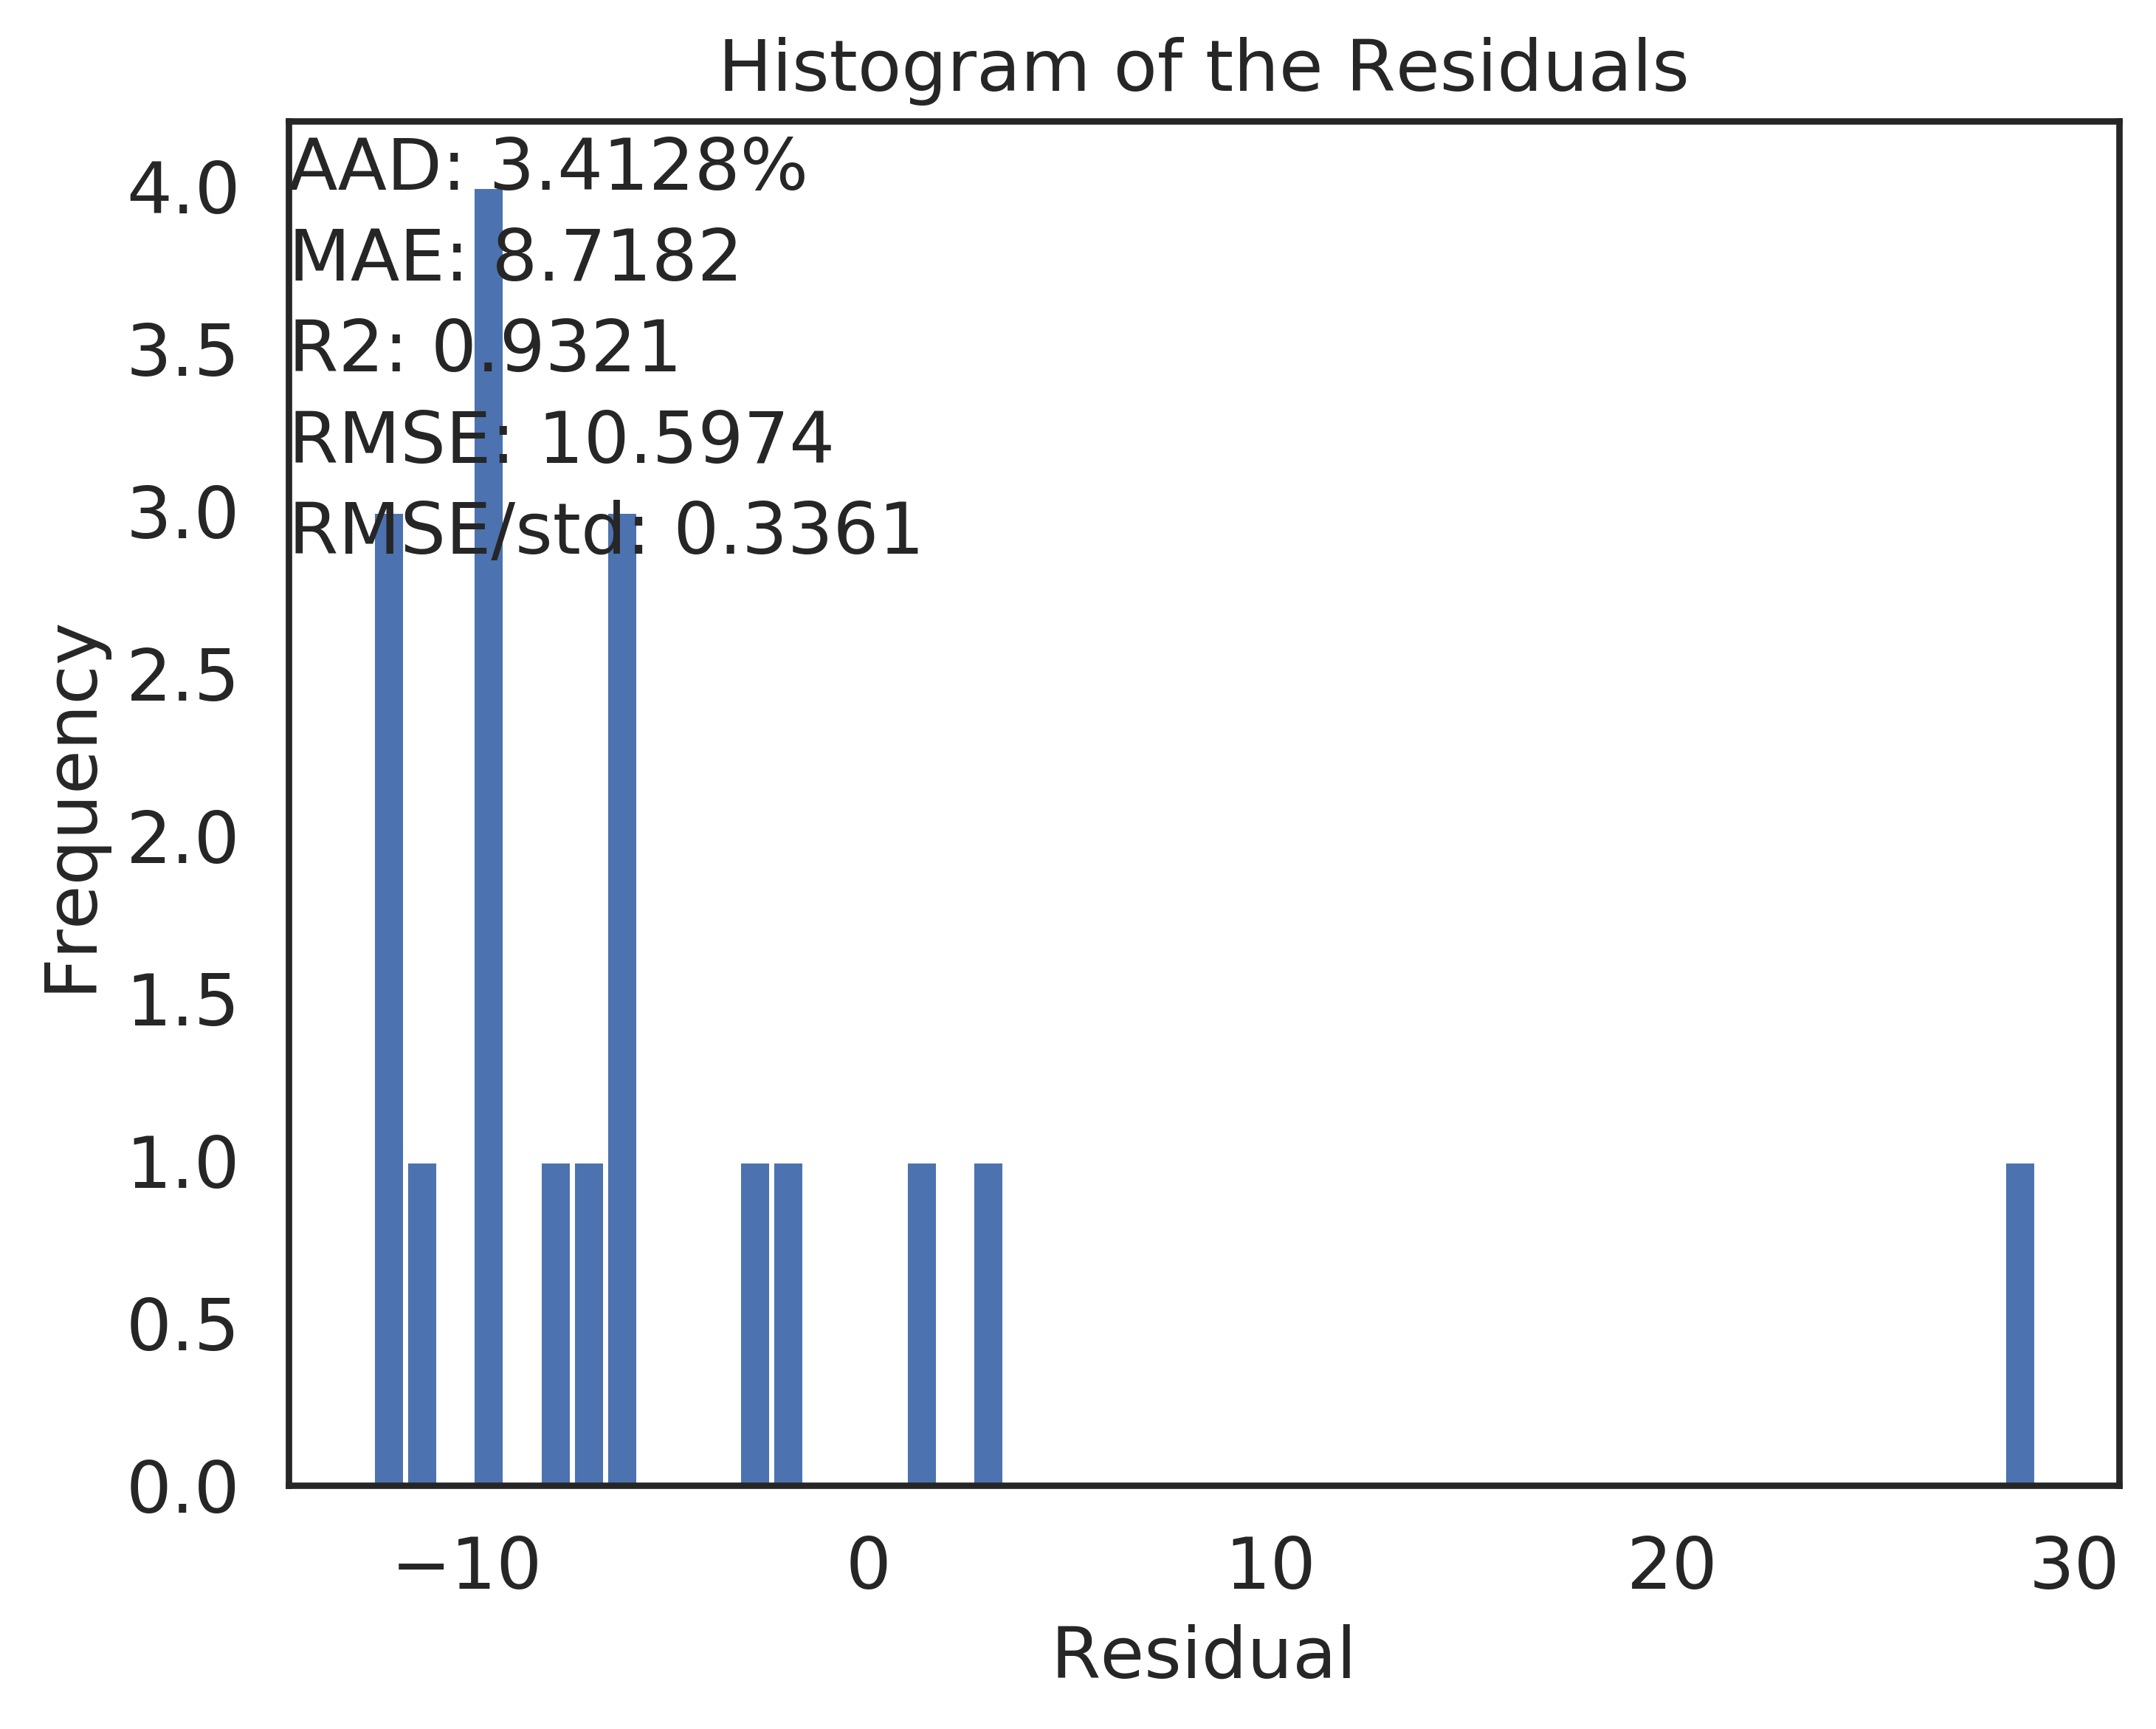 Histogram of the Residuals
AAD: 3.4128%
MAE: 8.7182
R2: 0.9321
RMSE: 10.5974
RMSE/std: 0.3361
Frequency
4.0
3.5
3.0
2.5
2.0
1.5
1.0
0.5
0.0
−10 0 10 20 30
Residual